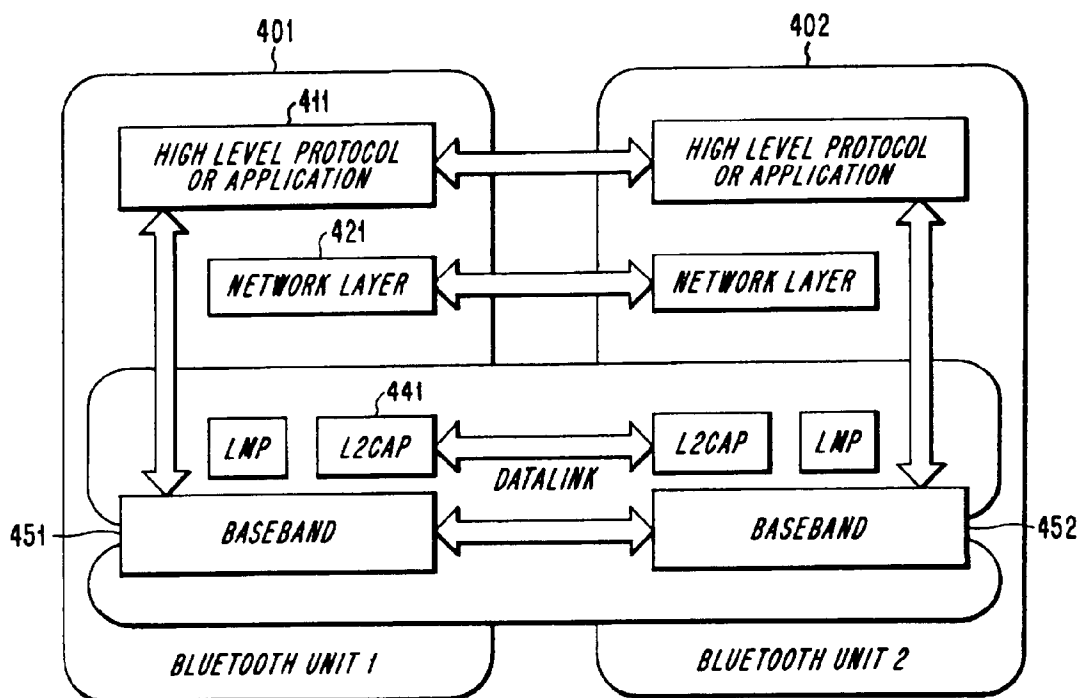 401
402
411
HIGH LEVEL PROTOCOL
OR APPLICATION
HIGH LEVEL PROTOCOL
OR APPLICATION
421
NETWORK LAYER
NETWORK LAYER
441
LMP
L2CAP
L2CAP
LMP
DATALINK
451
BASEBAND
BASEBAND
452
BLUETOOTH UNIT 1
BLUETOOTH UNIT 2